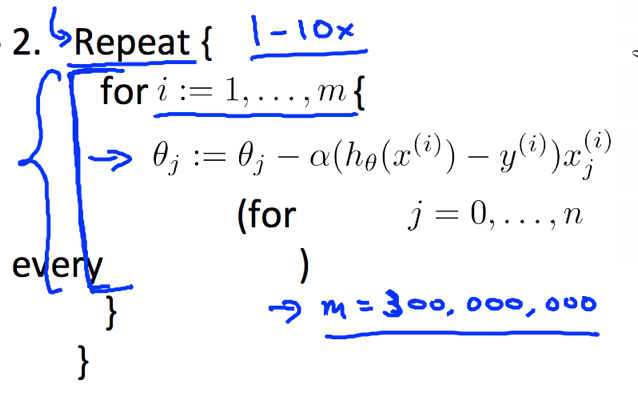 2. Repeat { 1-10x
for i := 1, . . . , m {
→ θ_j := θ_j − α(h_θ(x^(i)) − y^(i))x_j^(i)
(for j = 0, . . . , n
every )
} → m = 300,000,000
}